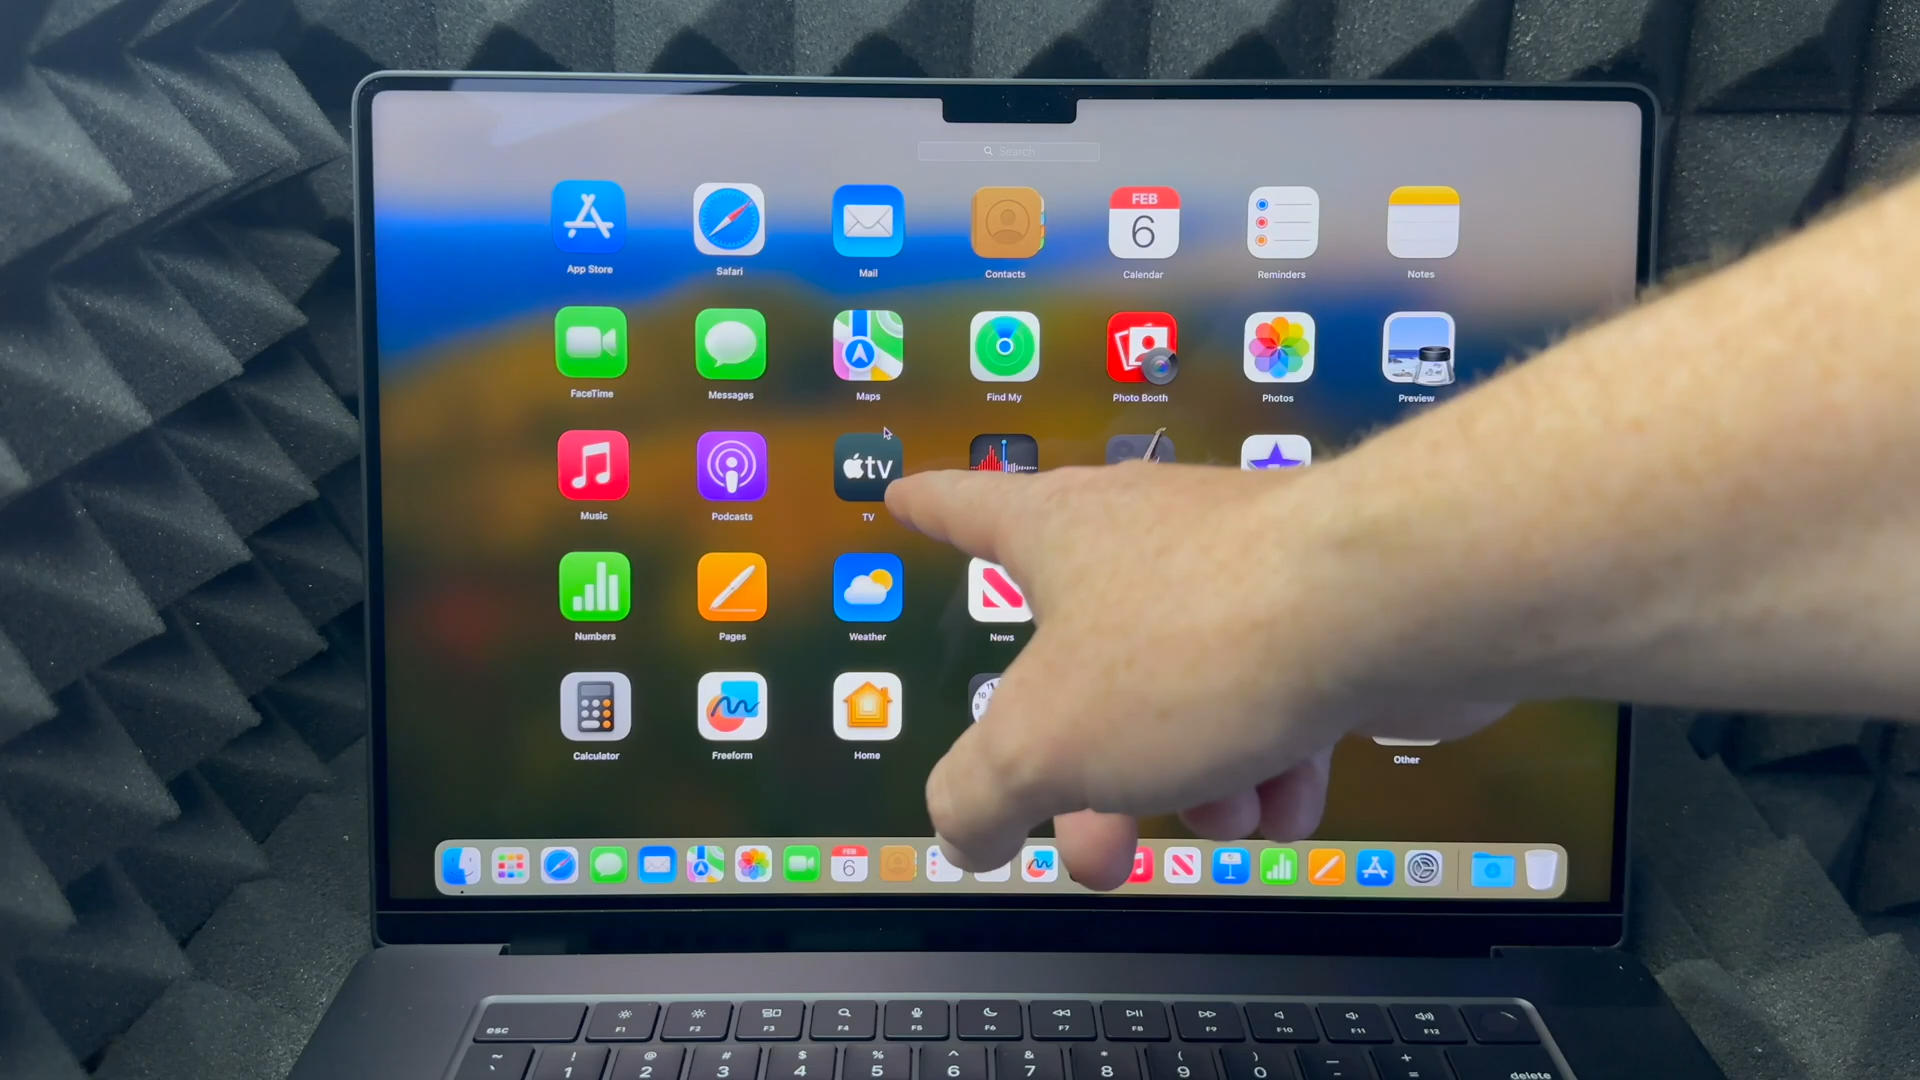 Search
FEB
6
App Store
Safari
Mail
Contacts
Calendar
Reminders
Notes
FaceTime
Messages
Maps
Find My
Photo Booth
Photos
Preview
tv
Music
Podcasts
TV
Numbers
Pages
Weather
News
Calculator
Freeform
Home
Other
FEB
6
esc
F1
F2
F3
F4
F5
F6
F7
F8
F9
F10
F11
F12
~
! 1
@ 2
# 3
$ 4
% 5
^ 6
& 7
* 8
( 9
) 0
_ -
+ =
delete